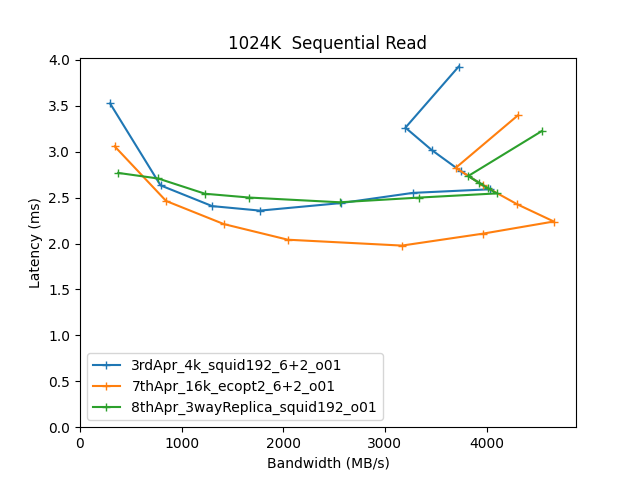 1024K  Sequential Read
4.0
3.5
3.0
2.5
2.0
1.5
1.0
0.5
0.0
Latency (ms)
3rdApr_4k_squid192_6+2_o01
7thApr_16k_ecopt2_6+2_o01
8thApr_3wayReplica_squid192_o01
0 1000 2000 3000 4000
Bandwidth (MB/s)